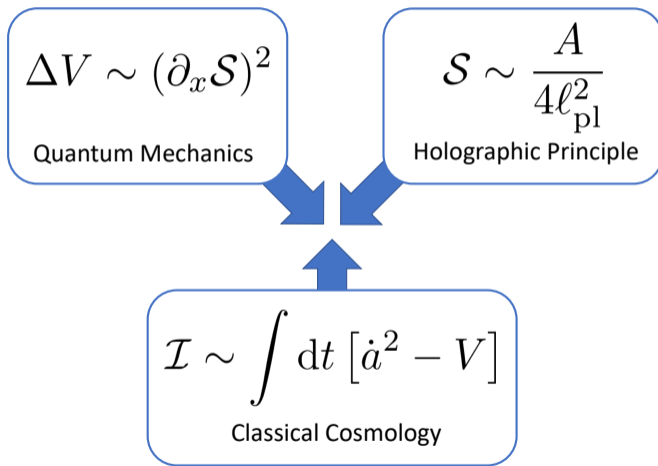 ΔV ∼ (∂ₓ𝒮)²
Quantum Mechanics
𝒮 ∼ A / 4ℓ²ₚₗ
Holographic Principle
ℐ ∼ ∫ dt [ȧ² − V]
Classical Cosmology